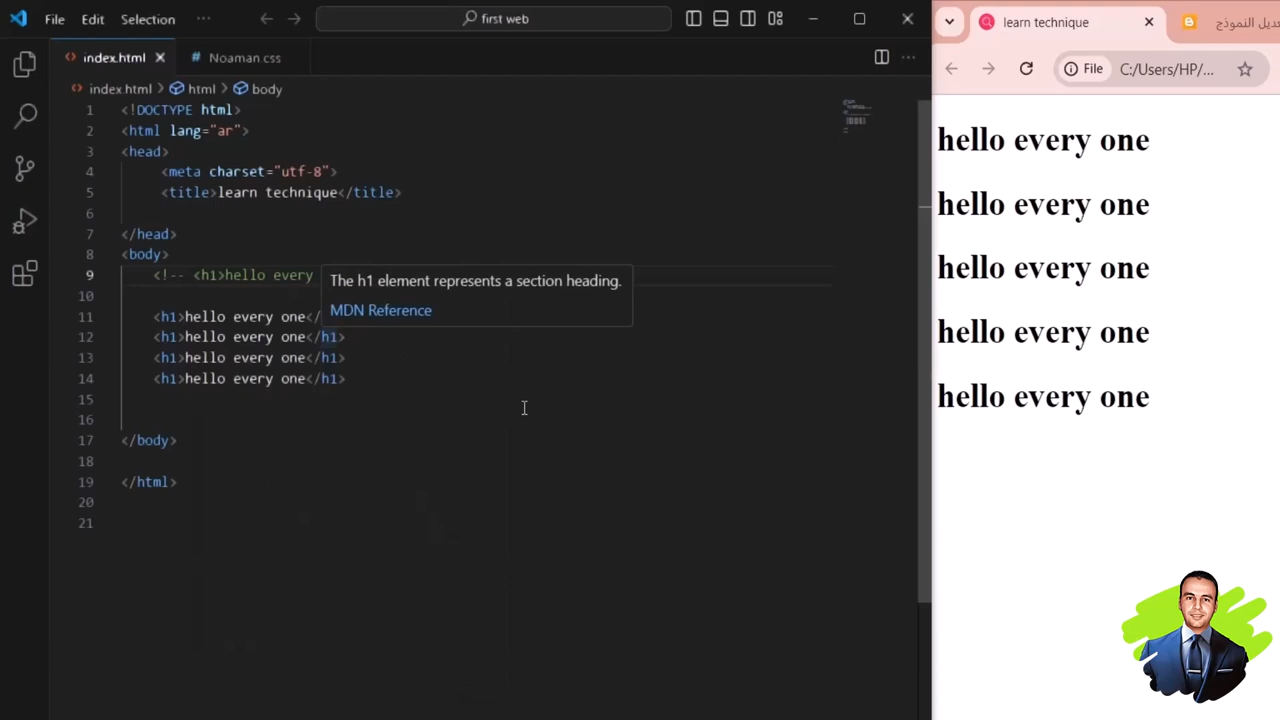 File Edit Selection ··· first web
index.html Noaman.css
index.html > html > body
1 <!DOCTYPE html>
2 <html lang="ar">
3 <head>
4 <meta charset="utf-8">
5 <title>learn technique</title>
6
7 </head>
8 <body>
9 <!-- <h1>hello every
The h1 element represents a section heading.
MDN Reference
10
11 <h1>hello every one</
12 <h1>hello every one</h1>
13 <h1>hello every one</h1>
14 <h1>hello every one</h1>
15
16
17 </body>
18
19 </html>
20
21
learn technique
عديل النموذج
File C:/Users/HP/...
hello every one
hello every one
hello every one
hello every one
hello every one